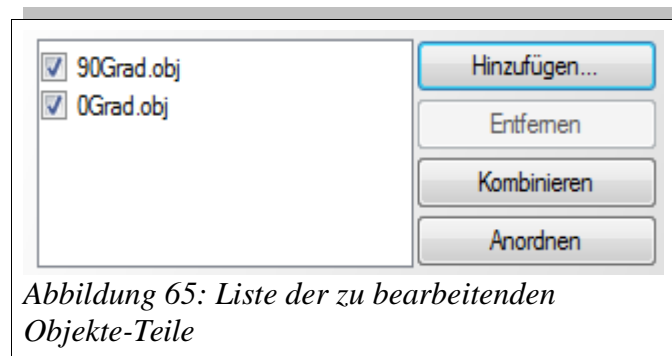 90Grad.obj
0Grad.obj
Hinzufügen...
Entfernen
Kombinieren
Anordnen
Abbildung 65: Liste der zu bearbeitenden
Objekte-Teile